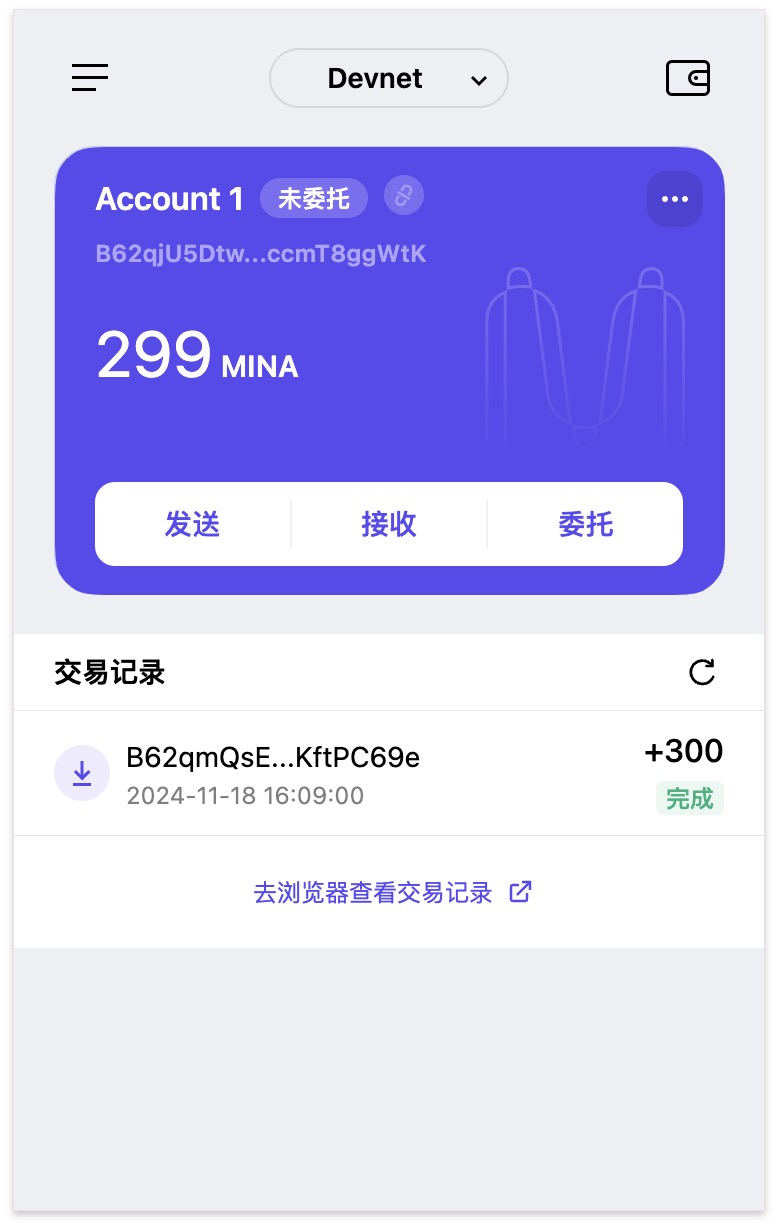 Devnet
Account 1 未委托
B62qjU5Dtw...ccmT8ggWtK
299 MINA
发送 接收 委托
交易记录
B62qmQsE...KftPC69e +300
2024-11-18 16:09:00 完成
去浏览器查看交易记录